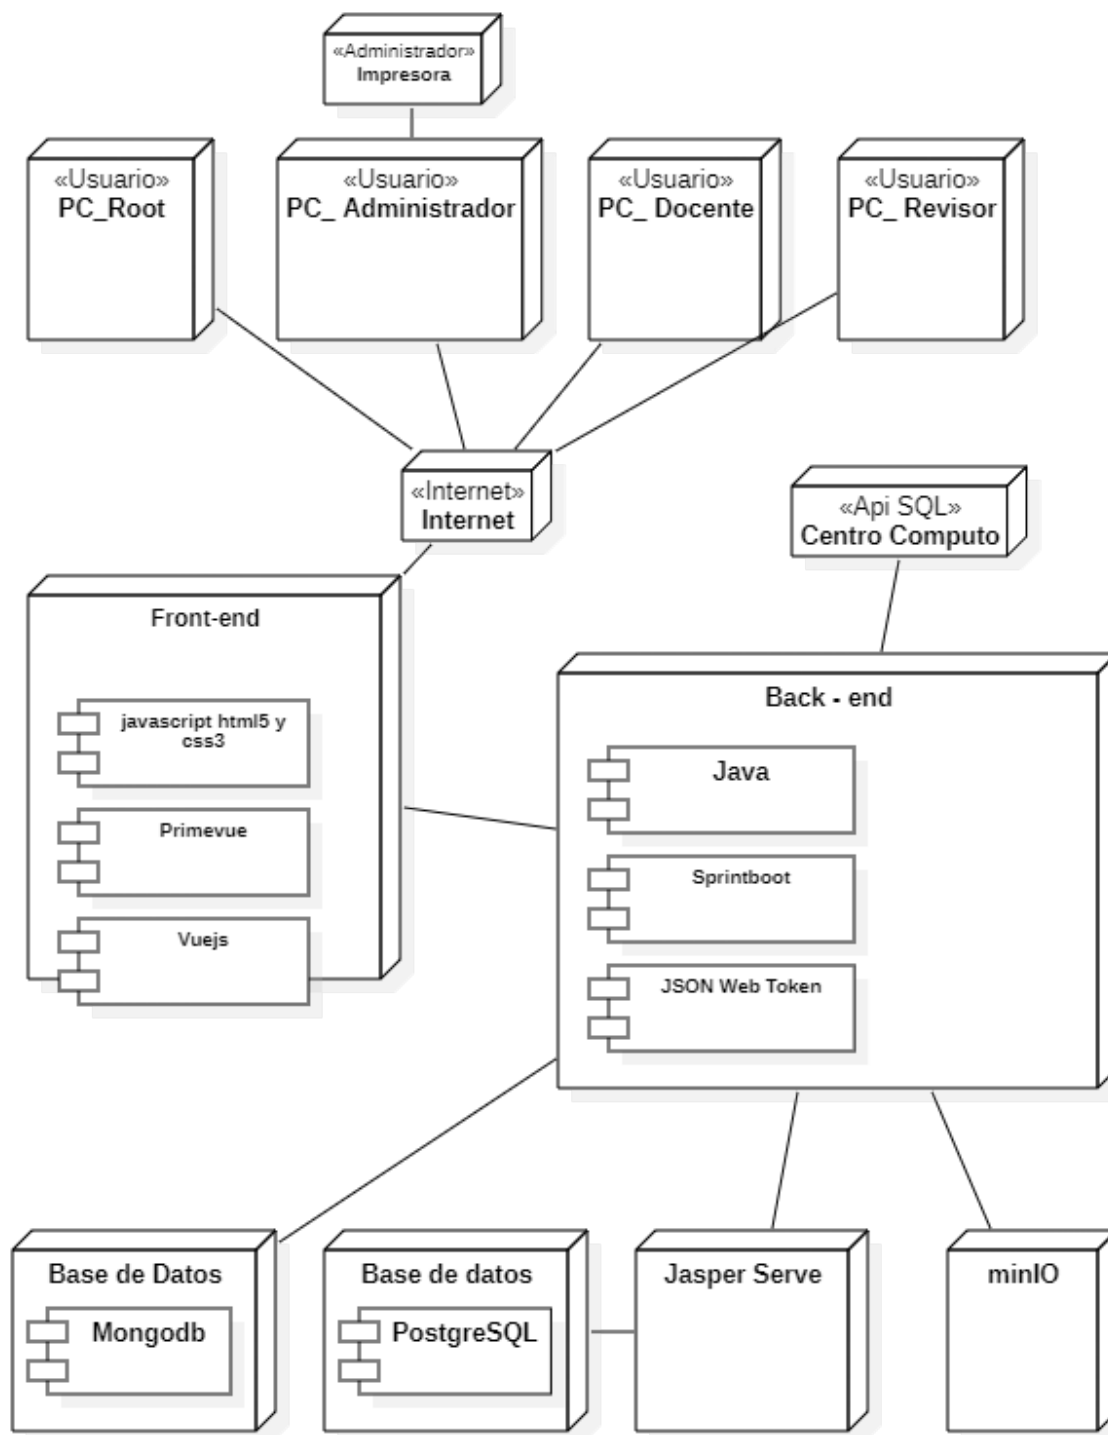 «Administrador»
Impresora
«Usuario»
PC_Root
«Usuario»
PC_ Administrador
«Usuario»
PC_ Docente
«Usuario»
PC_ Revisor
«Internet»
Internet
«Api SQL»
Centro Computo
Front-end
javascript html5 y
css3
Primevue
Vuejs
Back - end
Java
Sprintboot
JSON Web Token
Base de Datos
Mongodb
Base de datos
PostgreSQL
Jasper Serve
minIO